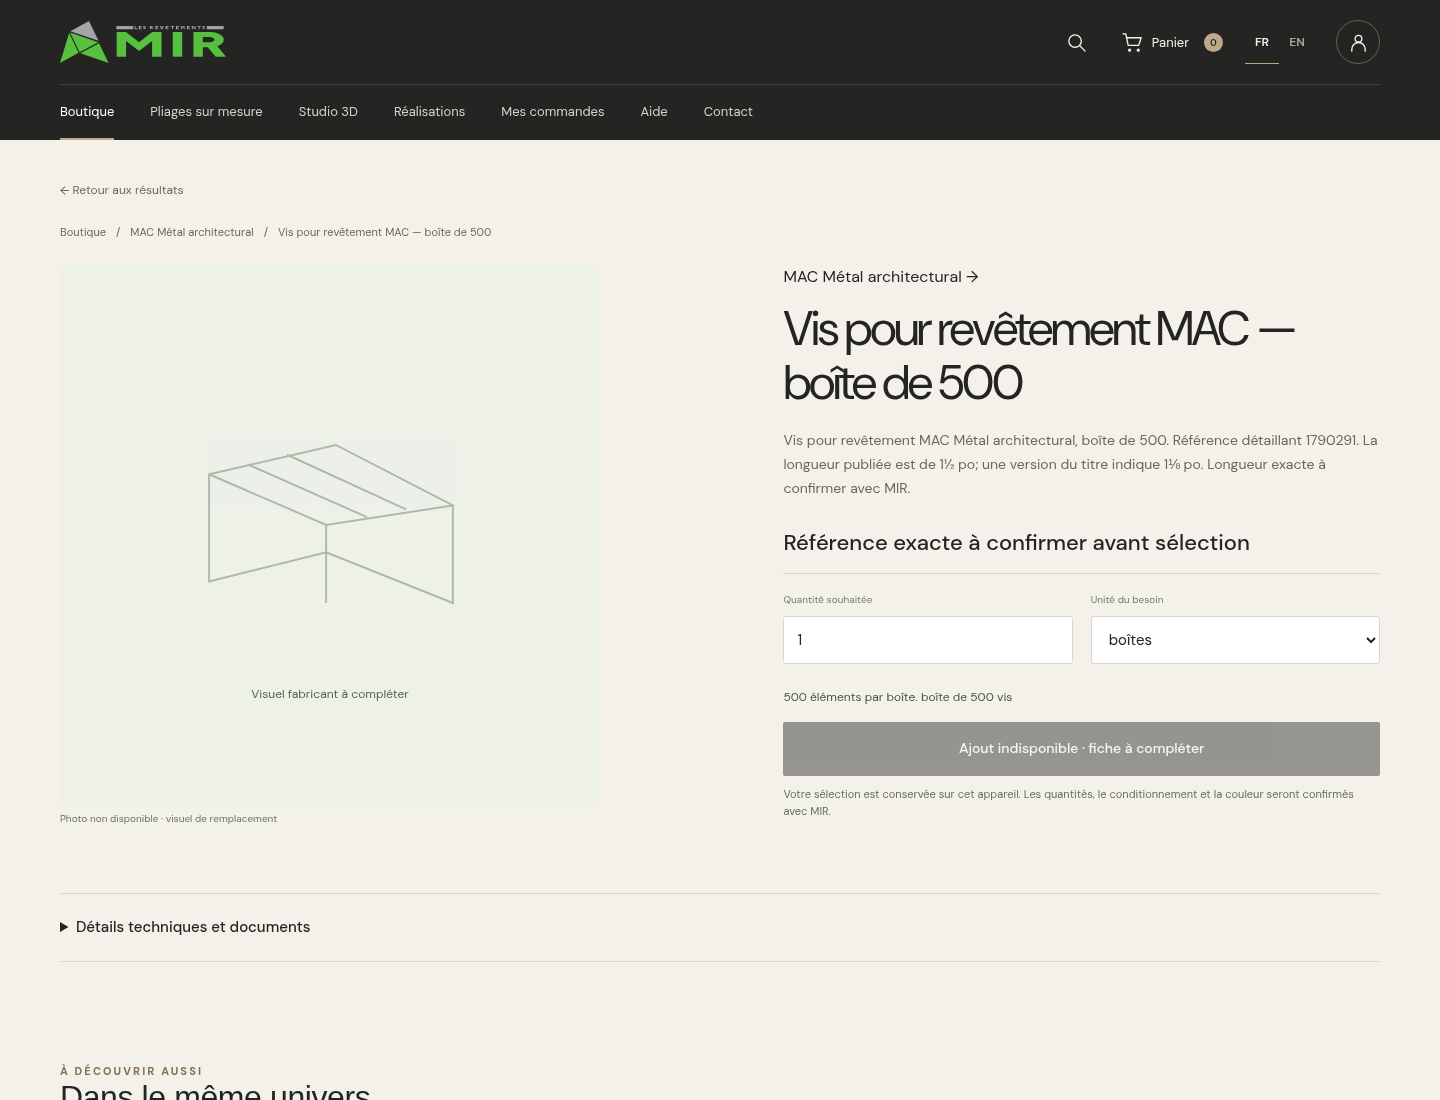 LES REVÊTEMENTS
MIR
Panier 0 FR EN
Boutique Pliages sur mesure Studio 3D Réalisations Mes commandes Aide Contact
← Retour aux résultats
Boutique / MAC Métal architectural / Vis pour revêtement MAC — boîte de 500
Visuel fabricant à compléter
Photo non disponible · visuel de remplacement
MAC Métal architectural →
Vis pour revêtement MAC —
boîte de 500
Vis pour revêtement MAC Métal architectural, boîte de 500. Référence détaillant 1790291. La
longueur publiée est de 1½ po; une version du titre indique 1⅛ po. Longueur exacte à
confirmer avec MIR.
Référence exacte à confirmer avant sélection
Quantité souhaitée Unité du besoin
1 boîtes
500 éléments par boîte. boîte de 500 vis
Ajout indisponible · fiche à compléter
Votre sélection est conservée sur cet appareil. Les quantités, le conditionnement et la couleur seront confirmés
avec MIR.
Détails techniques et documents
À DÉCOUVRIR AUSSI
Dans le même univers